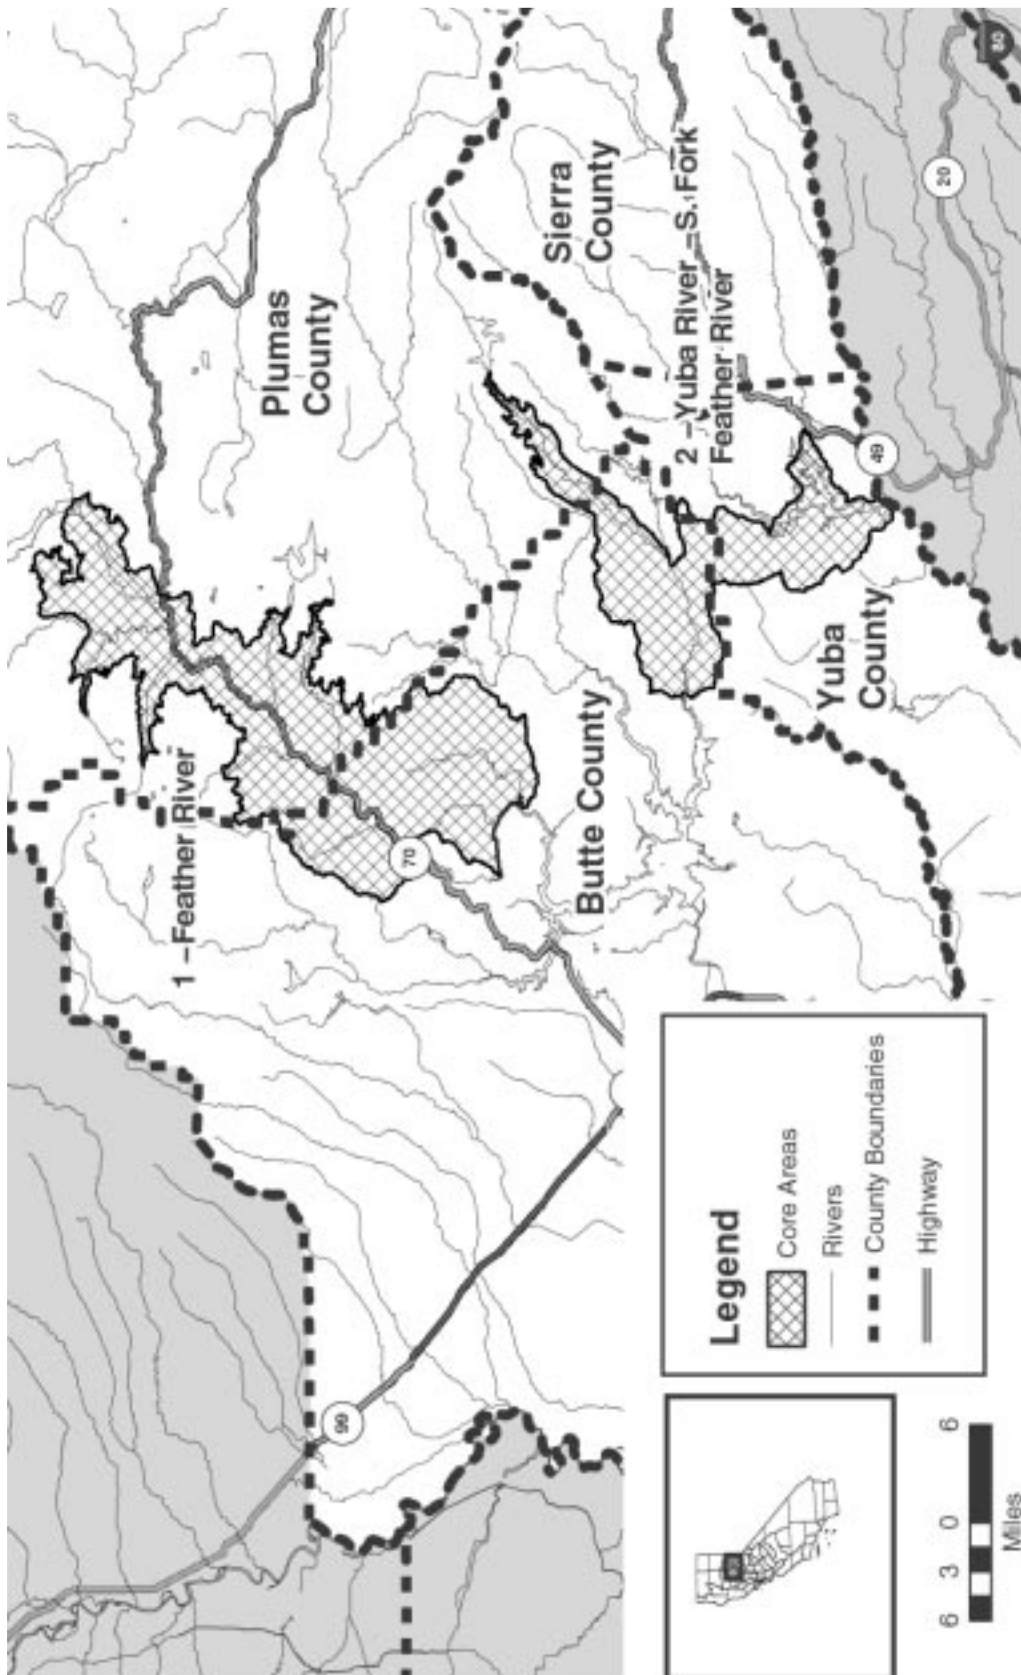 1 – Feather River
Plumas
County
99
70
Sierra
County
Butte County
2 – Yuba River – S. Fork
Feather River
Yuba
County
49
20
80
Legend
Core Areas
Rivers
County Boundaries
Highway
6 3 0 6
Miles